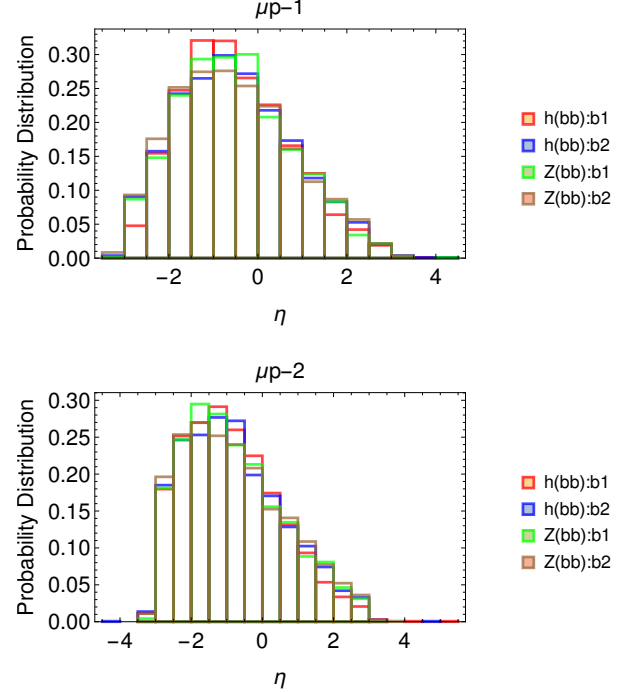 μp-1
Probability Distribution
0.30
0.25
0.20
0.15
0.10
0.05
0.00
−2 0 2 4
η
h(bb):b1
h(bb):b2
Z(bb):b1
Z(bb):b2
μp-2
Probability Distribution
0.30
0.25
0.20
0.15
0.10
0.05
0.00
−4 −2 0 2 4
η
h(bb):b1
h(bb):b2
Z(bb):b1
Z(bb):b2